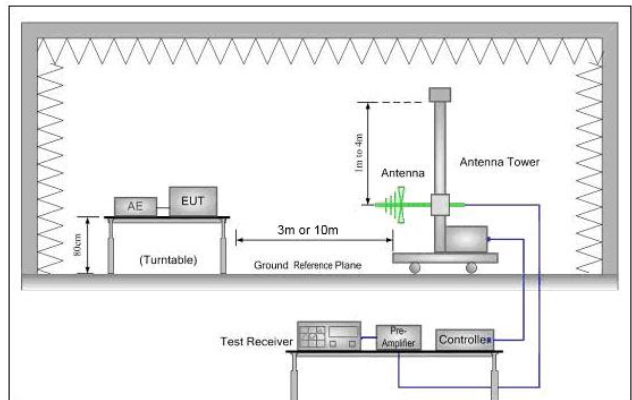 1m to 4m
Antenna
Antenna Tower
AE
EUT
3m or 10m
80cm
(Turntable)
Ground Reference Plane
Test Receiver
Pre-
Amplifier
Controller